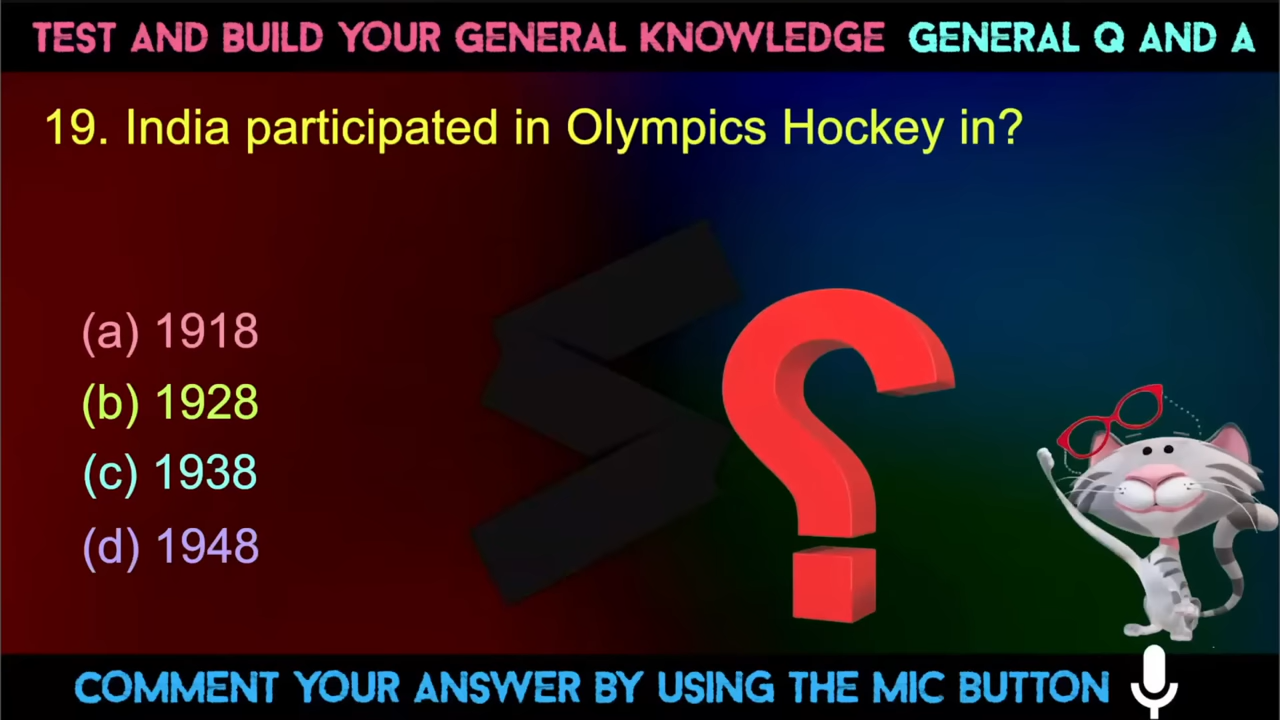 TEST AND BUILD YOUR GENERAL KNOWLEDGE GENERAL Q AND A
19. India participated in Olympics Hockey in?
(a) 1918
(b) 1928
(c) 1938
(d) 1948
COMMENT YOUR ANSWER BY USING THE MIC BUTTON